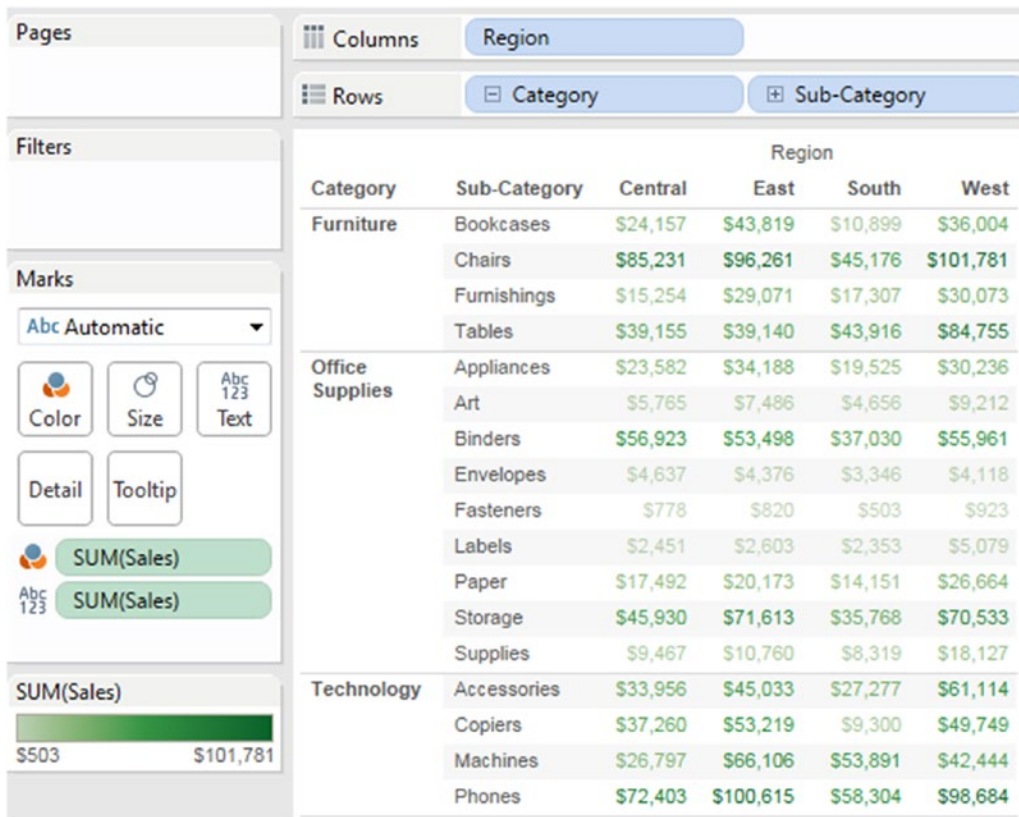 Pages
Columns Region
Rows Category Sub-Category
Filters
Marks
Abc Automatic
Color Size Abc 123 Text
Detail Tooltip
SUM(Sales)
Abc 123 SUM(Sales)
SUM(Sales)
$503 $101,781
Region
Category Sub-Category Central East South West
Furniture Bookcases $24,157 $43,819 $10,899 $36,004
Chairs $85,231 $96,261 $45,176 $101,781
Furnishings $15,254 $29,071 $17,307 $30,073
Tables $39,155 $39,140 $43,916 $84,755
Office Supplies Appliances $23,582 $34,188 $19,525 $30,236
Art $5,765 $7,486 $4,656 $9,212
Binders $56,923 $53,498 $37,030 $55,961
Envelopes $4,637 $4,376 $3,346 $4,118
Fasteners $778 $820 $503 $923
Labels $2,451 $2,603 $2,353 $5,079
Paper $17,492 $20,173 $14,151 $26,664
Storage $45,930 $71,613 $35,768 $70,533
Supplies $9,467 $10,760 $8,319 $18,127
Technology Accessories $33,956 $45,033 $27,277 $61,114
Copiers $37,260 $53,219 $9,300 $49,749
Machines $26,797 $66,106 $53,891 $42,444
Phones $72,403 $100,615 $58,304 $98,684